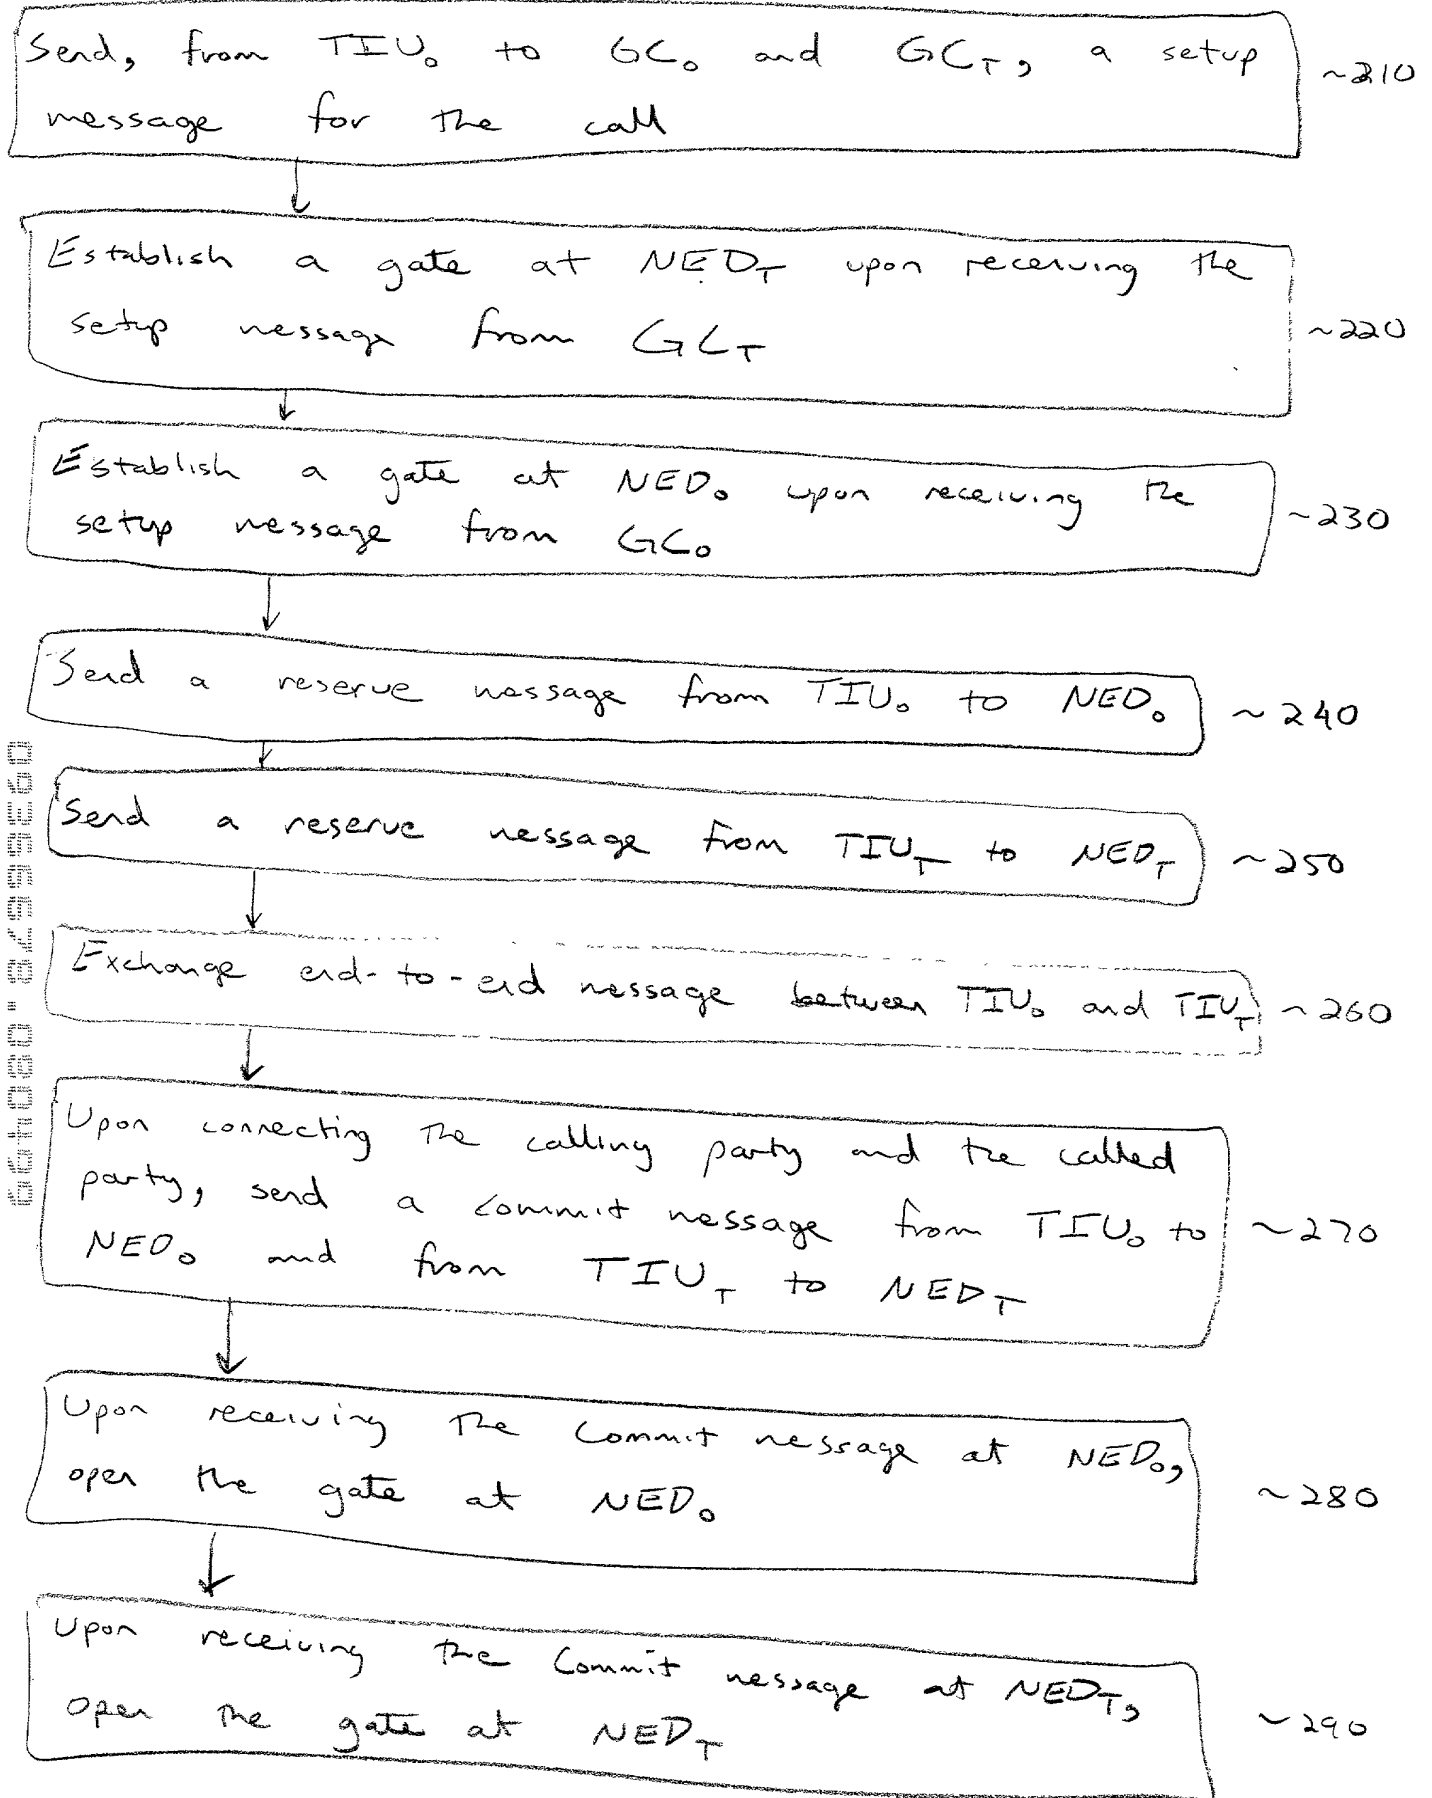 Send, from TIU₀ to GC₀ and GC_T, a setup
message for the call
~210
Establish a gate at NED_T upon receiving the
setup message from GC_T
~220
Establish a gate at NED₀ upon receiving the
setup message from GC₀
~230
Send a reserve message from TIU₀ to NED₀
~240
Send a reserve message from TIU_T to NED_T
~250
Exchange end-to-end message between TIU₀ and TIU_T
~260
Upon connecting the calling party and the called
party, send a commit message from TIU₀ to
NED₀ and from TIU_T to NED_T
~270
Upon receiving the commit message at NED₀,
open the gate at NED₀
~280
Upon receiving the commit message at NED_T,
open the gate at NED_T
~290